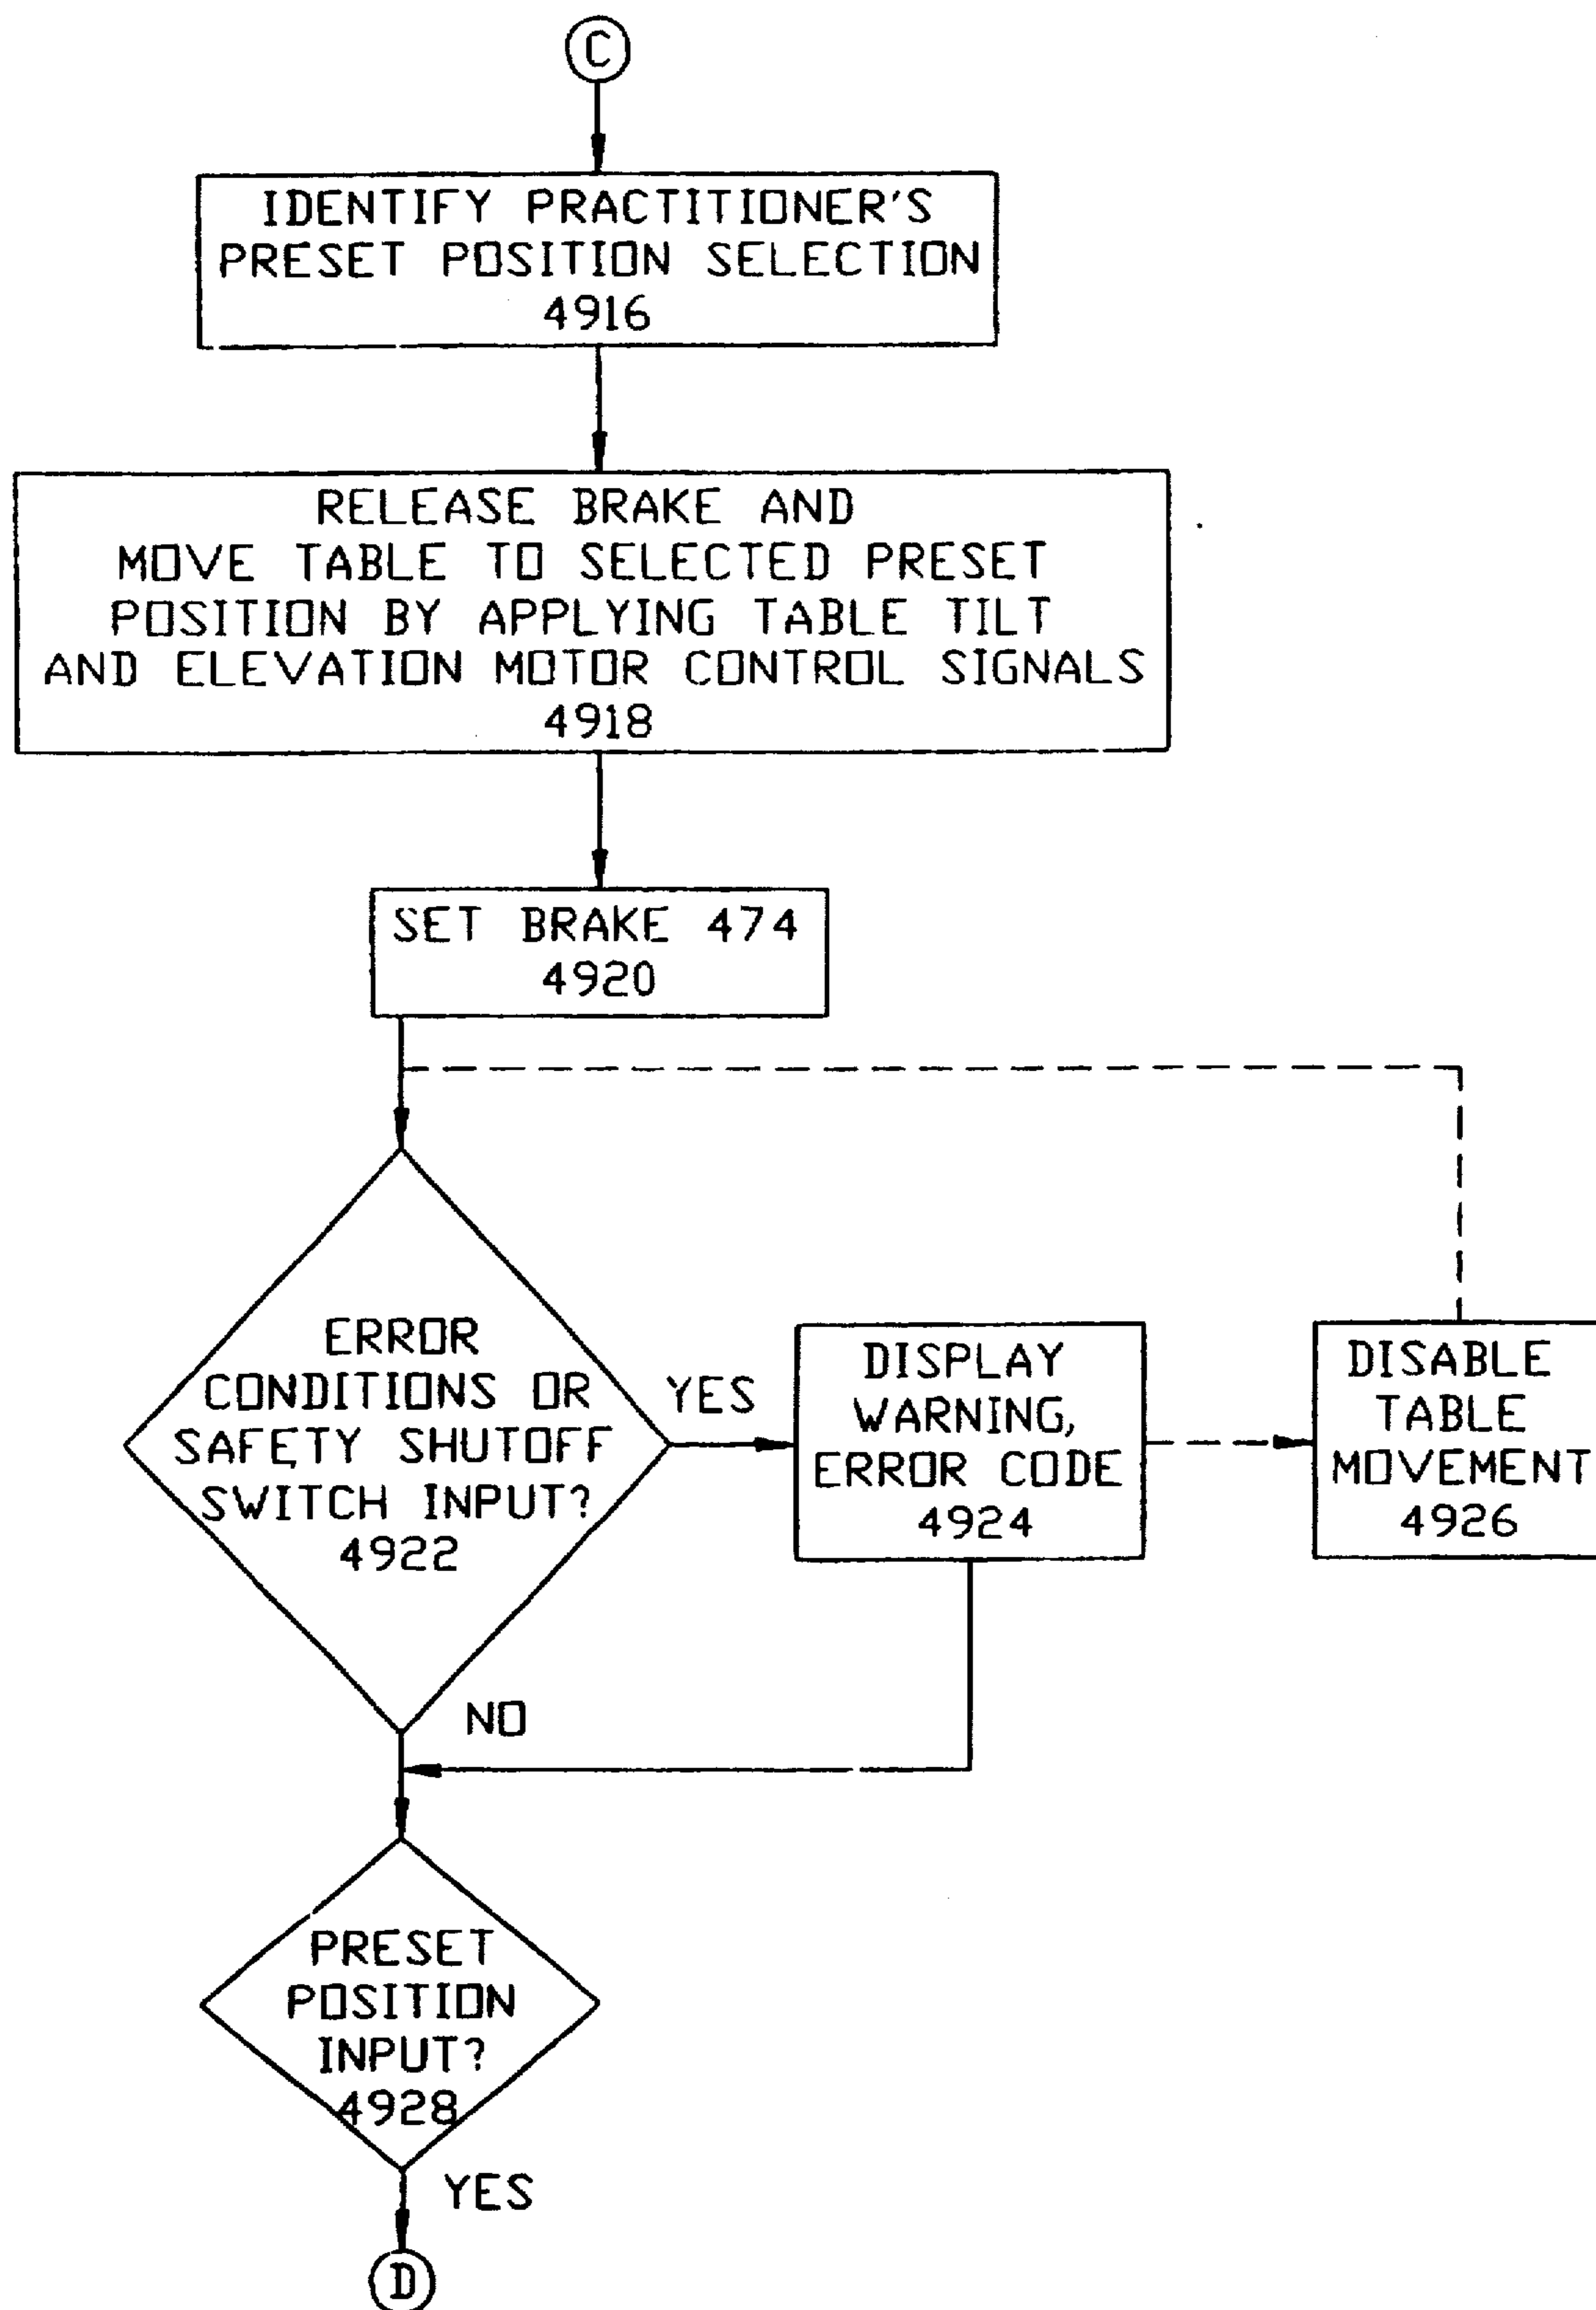 C
IDENTIFY PRACTITIONER'S
PRESET POSITION SELECTION
4916
RELEASE BRAKE AND
MOVE TABLE TO SELECTED PRESET
POSITION BY APPLYING TABLE TILT
AND ELEVATION MOTOR CONTROL SIGNALS
4918
SET BRAKE 474
4920
ERROR
CONDITIONS OR
SAFETY SHUTOFF
SWITCH INPUT?
4922
YES
DISPLAY
WARNING,
ERROR CODE
4924
DISABLE
TABLE
MOVEMENT
4926
NO
PRESET
POSITION
INPUT?
4928
YES
D